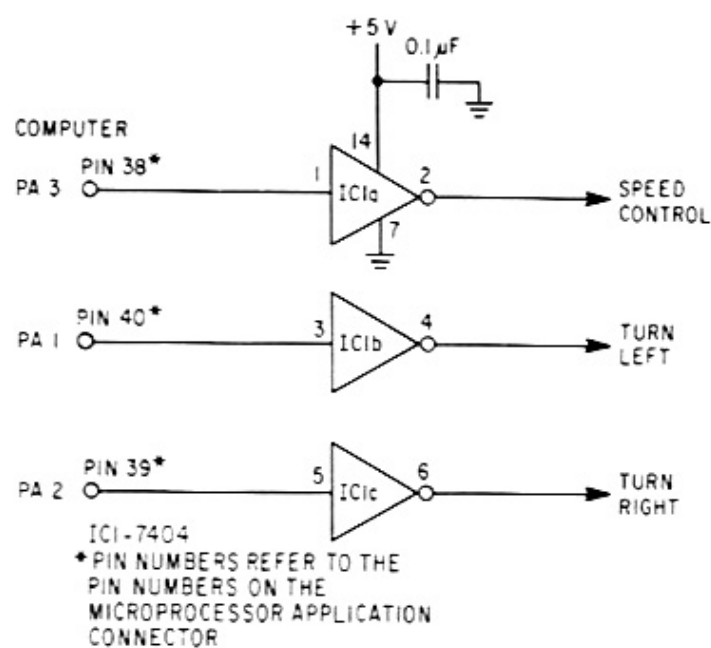 +5 V
0.1 µF
COMPUTER
PIN 38*
PA 3
1
14
IC1a
2
7
SPEED
CONTROL
PIN 40*
PA 1
3
IC1b
4
TURN
LEFT
PIN 39*
PA 2
5
IC1c
6
TURN
RIGHT
IC1-7404
* PIN NUMBERS REFER TO THE
PIN NUMBERS ON THE
MICROPROCESSOR APPLICATION
CONNECTOR